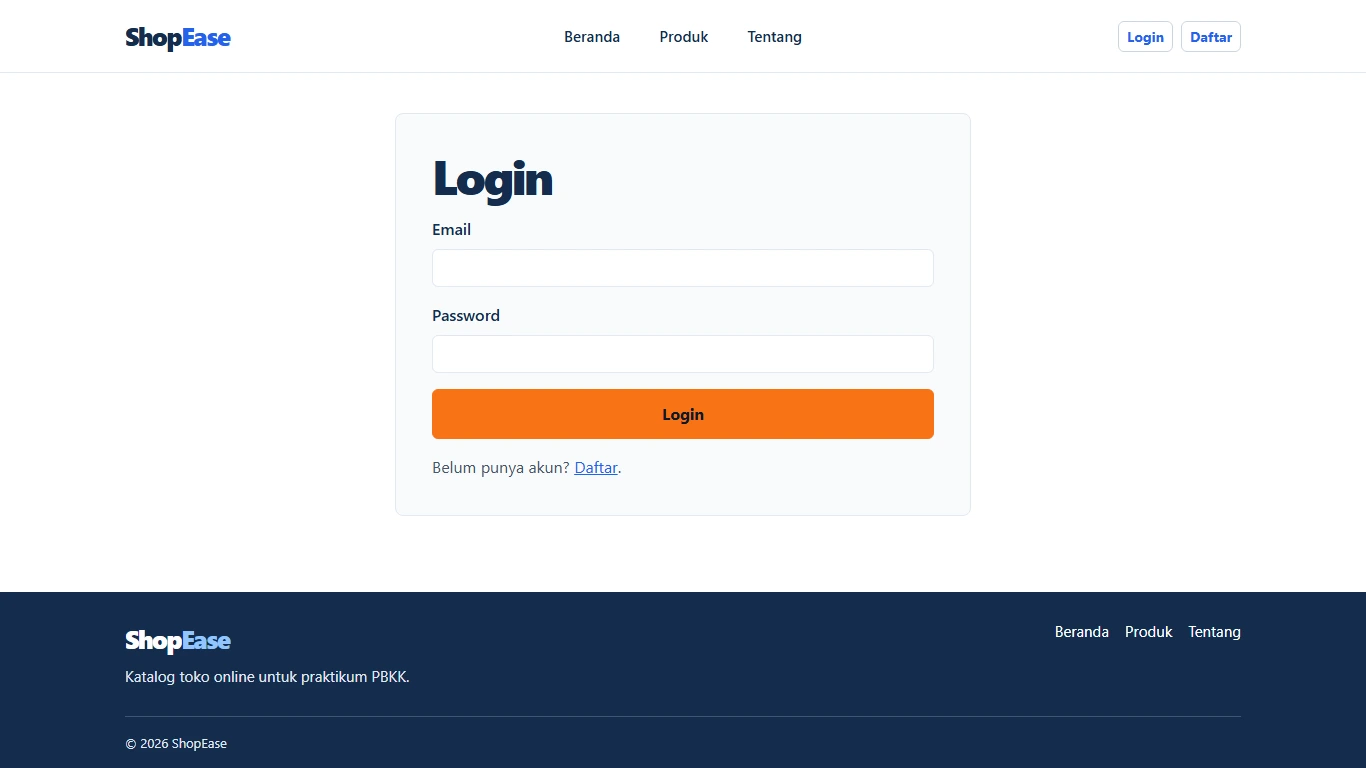 ShopEase
Beranda Produk Tentang
Login Daftar
Login
Email
Password
Login
Belum punya akun? Daftar.
ShopEase
Beranda Produk Tentang
Katalog toko online untuk praktikum PBKK.
© 2026 ShopEase